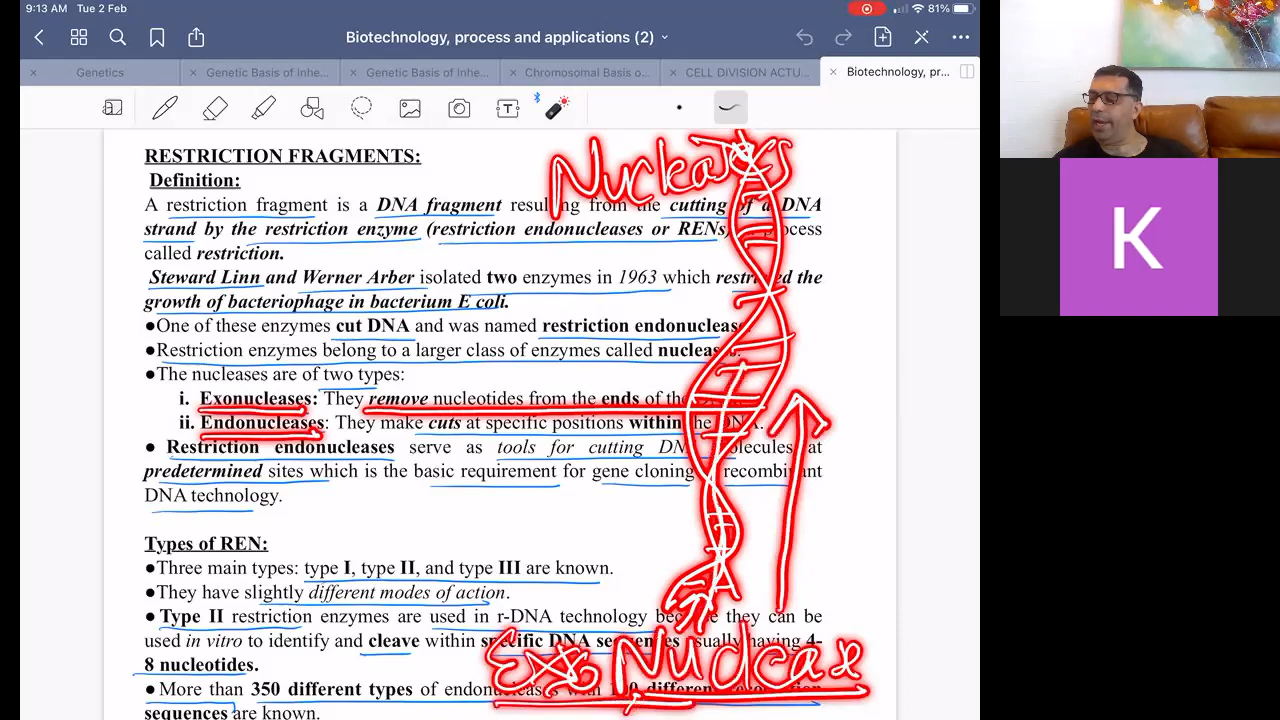 9:13 AM Tue 2 Feb 81%
Biotechnology, process and applications (2)
Genetics Genetic Basis of Inhe... Genetic Basis of Inhe... Chromosomal Basis o... CELL DIVISION ACTU... Biotechnology, pr...
RESTRICTION FRAGMENTS:
Definition:
A restriction fragment is a DNA fragment resulting from the cutting of a DNA
strand by the restriction enzyme (restriction endonucleases or RENs) process
called restriction.
Steward Linn and Werner Arber isolated two enzymes in 1963 which restricted the
growth of bacteriophage in bacterium E coli.
●One of these enzymes cut DNA and was named restriction endonuclease
●Restriction enzymes belong to a larger class of enzymes called nucleases.
●The nucleases are of two types:
i. Exonucleases: They remove nucleotides from the ends of the
ii. Endonucleases: They make cuts at specific positions within the DNA.
● Restriction endonucleases serve as tools for cutting DNA molecules at
predetermined sites which is the basic requirement for gene cloning recombinant
DNA technology.
Types of REN:
●Three main types: type I, type II, and type III are known.
●They have slightly different modes of action.
● Type II restriction enzymes are used in r-DNA technology because they can be
used in vitro to identify and cleave within specific DNA sequences usually having 4-
8 nucleotides.
●More than 350 different types of endonucleases with different recognition
sequences are known.
K